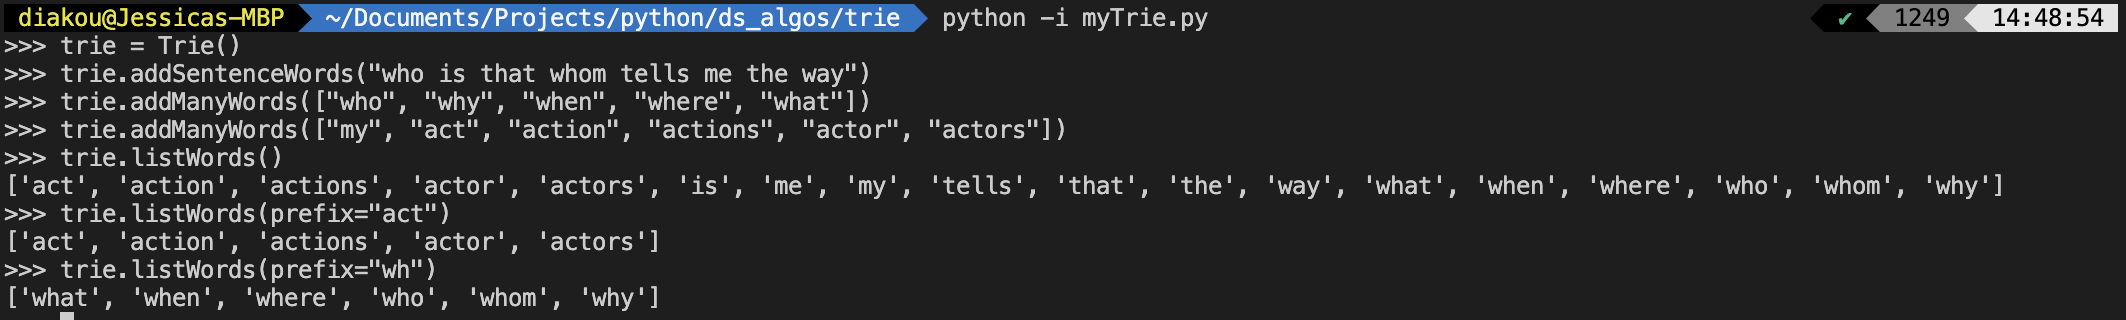 diakou@Jessicas-MBP ~/Documents/Projects/python/ds_algos/trie python -i myTrie.py ✔ 1249 14:48:54
>>> trie = Trie()
>>> trie.addSentenceWords("who is that whom tells me the way")
>>> trie.addManyWords(["who", "why", "when", "where", "what"])
>>> trie.addManyWords(["my", "act", "action", "actions", "actor", "actors"])
>>> trie.listWords()
['act', 'action', 'actions', 'actor', 'actors', 'is', 'me', 'my', 'tells', 'that', 'the', 'way', 'what', 'when', 'where', 'who', 'whom', 'why']
>>> trie.listWords(prefix="act")
['act', 'action', 'actions', 'actor', 'actors']
>>> trie.listWords(prefix="wh")
['what', 'when', 'where', 'who', 'whom', 'why']